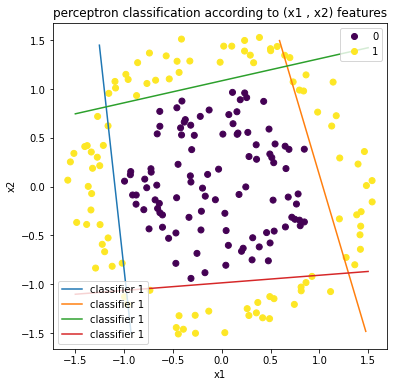 perceptron classification according to (x1 , x2) features
0
1
1.5
1.0
0.5
0.0
−0.5
−1.0
−1.5
x2
classifier 1
classifier 1
classifier 1
classifier 1
−1.5 −1.0 −0.5 0.0 0.5 1.0 1.5
x1